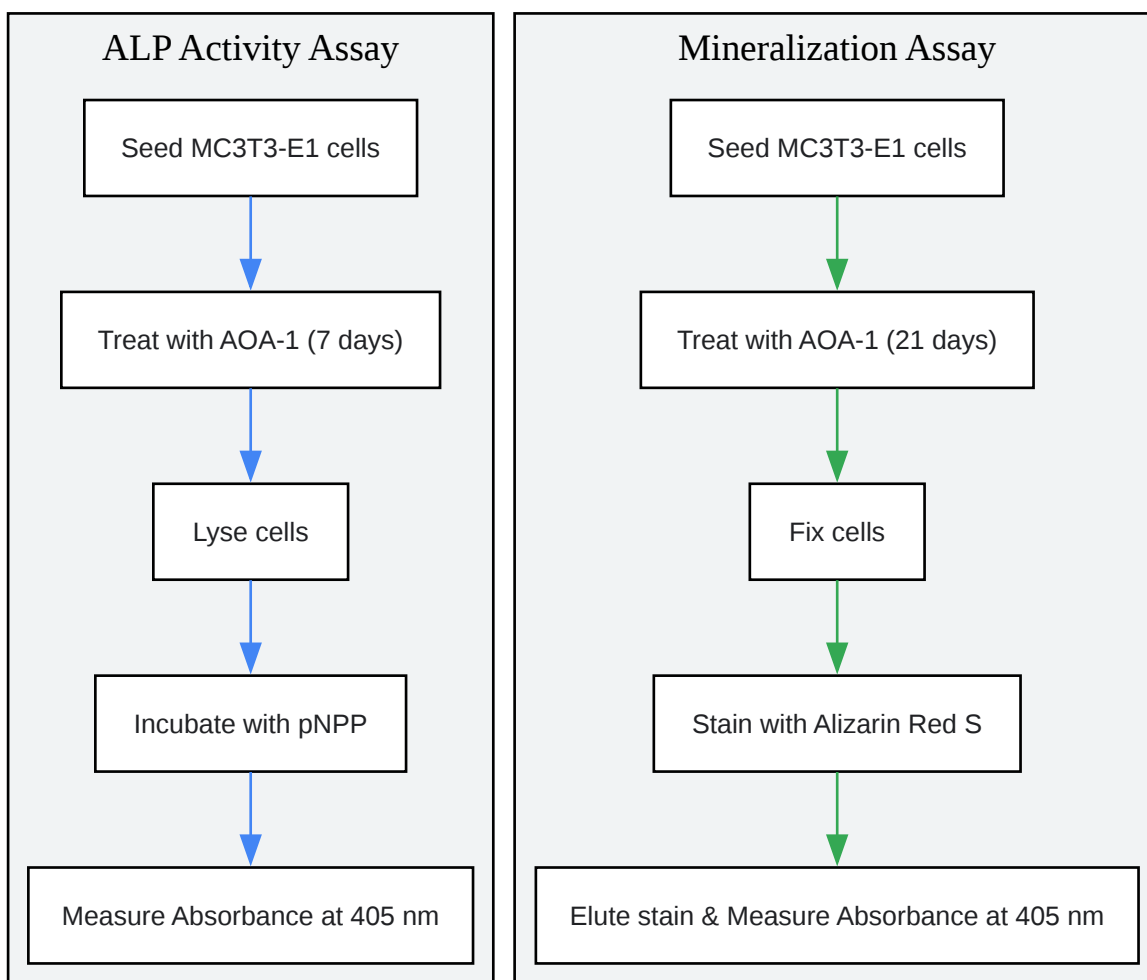 ALP Activity Assay
Seed MC3T3-E1 cells
Treat with AOA-1 (7 days)
Lyse cells
Incubate with pNPP
Measure Absorbance at 405 nm
Mineralization Assay
Seed MC3T3-E1 cells
Treat with AOA-1 (21 days)
Fix cells
Stain with Alizarin Red S
Elute stain & Measure Absorbance at 405 nm